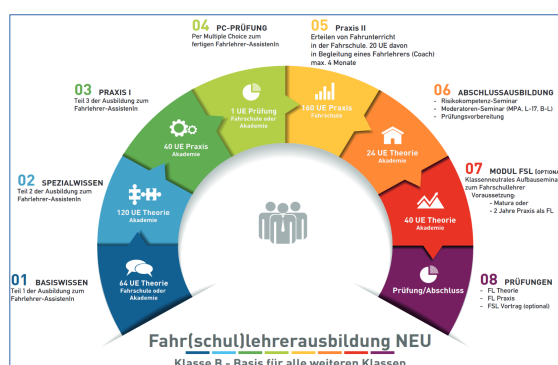 04 PC-PRÜFUNG
Per Multiple Choice zum
fertigen Fahrlehrer-AssistenIn
05 PRAXIS II
Erteilen von Fahrunterricht
in der Fahrschule. 20 UE davon
in Begleitung eines Fahrlehrers (Coach)
max. 4 Monate
03 PRAXIS I
Teil 3 der Ausbildung zum
Fahrlehrer-AssistenIn
06 ABSCHLUSSAUSBILDUNG
- Risikokompetenz-Seminar
- Moderatoren-Seminar (MPA, L-17, B-L)
- Prüfungsvorbereitung
1 UE Prüfung
Fahrschule oder
Akademie
160 UE Praxis
Fahrschule
40 UE Praxis
Akademie
24 UE Theorie
Akademie
02 SPEZIALWISSEN
Teil 2 der Ausbildung zum
Fahrlehrer-AssistenIn
07 MODUL FSL (OPTIONA
Klassenneutrales Aufbausemina
zum Fahrschullehrer
Voraussetzung:
- Matura oder
- 2 Jahre Praxis als FL
120 UE Theorie
Akademie
40 UE Theorie
Akademie
01 BASISWISSEN
Teil 1 der Ausbildung zum
Fahrlehrer-AssistenIn
64 UE Theorie
Fahrschule oder
Akademie
Prüfung/Abschluss
08 PRÜFUNGEN
- FL Theorie
- FL Praxis
- FSL Vortrag (optional)
Fahr(schul)lehrerausbildung NEU
Klasse B - Basis für alle weiteren Klassen